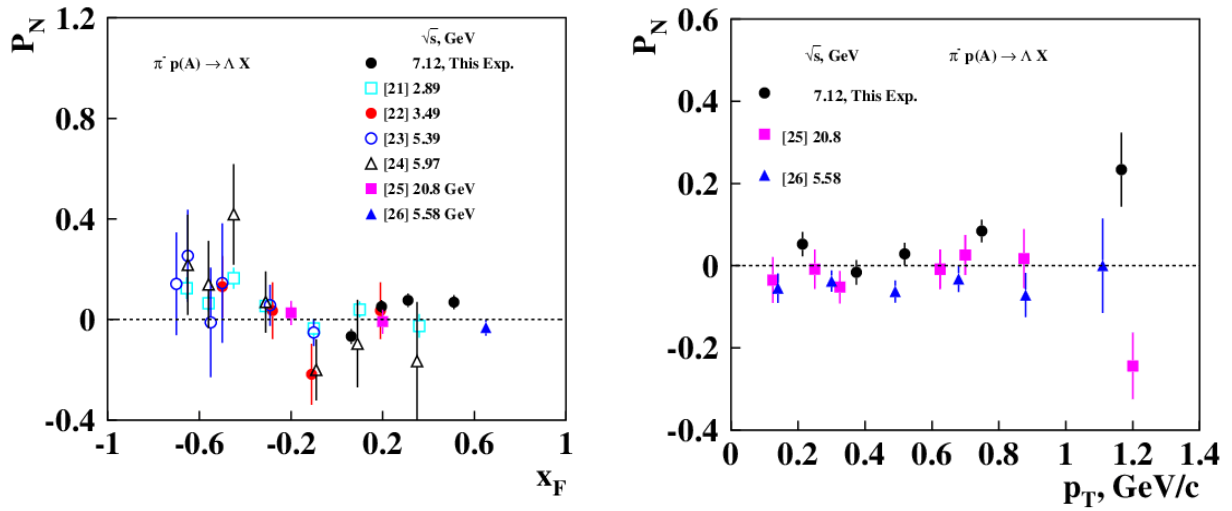 P_N
1.2
0.8
0.4
0
-0.4
-1
-0.6
-0.2
0.2
0.6
1
x_F
π⁻ p(A) → Λ X
√s, GeV
7.12, This Exp.
[21] 2.89
[22] 3.49
[23] 5.39
[24] 5.97
[25] 20.8 GeV
[26] 5.58 GeV
P_N
0.6
0.4
0.2
0
-0.2
-0.4
0
0.2
0.4
0.6
0.8
1
1.2
1.4
p_T, GeV/c
√s, GeV
π⁻ p(A) → Λ X
7.12, This Exp.
[25] 20.8
[26] 5.58